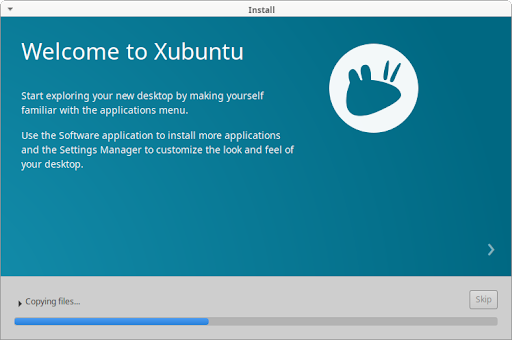 Install
Welcome to Xubuntu
Start exploring your new desktop by making yourself
familiar with the applications menu.
Use the Software application to install more applications
and the Settings Manager to customize the look and feel of
your desktop.
Copying files...
Skip